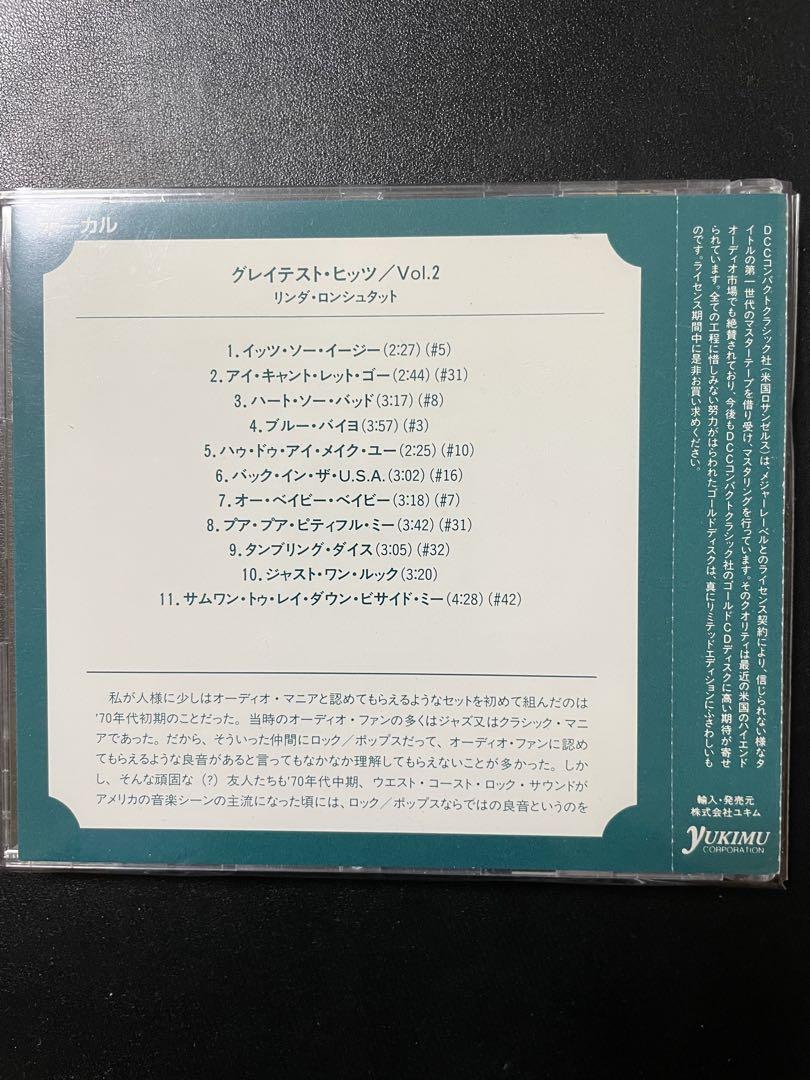 ボーカル
グレイテスト・ヒッツ／Vol.2
リンダ・ロンシュタット
1.イッツ・ソー・イージー(2:27) (#5)
2.アイ・キャント・レット・ゴー(2:44) (#31)
3.ハート・ソー・バッド(3:17) (#8)
4.ブルー・バイヨ(3:57) (#3)
5.ハゥ・ドゥ・アイ・メイク・ユー(2:25) (#10)
6.バック・イン・ザ・U.S.A.(3:02) (#16)
7.オー・ベイビー・ベイビー(3:18) (#7)
8.プア・プア・ピティフル・ミー(3:42) (#31)
9.タンブリング・ダイス(3:05) (#32)
10.ジャスト・ワン・ルック(3:20)
11.サムワン・トゥ・レイ・ダウン・ビサイド・ミー(4:28) (#42)
私が人様に少しはオーディオ・マニアと認めてもらえるようなセットを初めて組んだのは
'70年代初期のことだった。当時のオーディオ・ファンの多くはジャズ又はクラシック・マニ
アであった。だから、そういった仲間にロック／ポップスだって、オーディオ・ファンに認め
てもらえるような良音があると言ってもなかなか理解してもらえないことが多かった。しか
し、そんな頑固な（?）友人たちも'70年代中期、ウエスト・コースト・ロック・サウンドが
アメリカの音楽シーンの主流になった頃には、ロック／ポップスならではの良音というのを
DCCコンパクトクラシック社（米国ロサンゼルス）は、メジャーレーベルとのライセンス契約により、信じられない様なタ
イトルの第一世代のマスターテープを借り受け、マスタリングを行っています。そのクオリティは最近の米国のハイエンド
オーディオ市場でも絶賛されており、今後もDCCコンパクトクラシック社のゴールドCDディスクに高い期待が寄せ
られています。全ての工程に惜しみない努力がはらわれたゴールドディスクは、真にリミテッドエディションにふさわしいも
のです。ライセンス期間中に是非お買い求めください。
輸入・発売元
株式会社ユキム
YUKIMU
CORPORATION